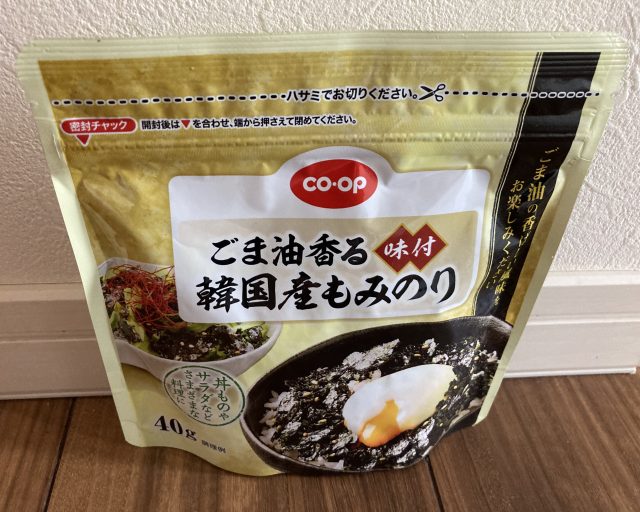 ハサミでお切りください。
密封チャック
開封後は▼を合わせ、端から押さえて閉めてください。
CO·OP
ごま油香る
味付
韓国産もみのり
ごま油の香り
お楽しみください
丼ものや
サラダなど
さまざまな
料理に
40g
調理例